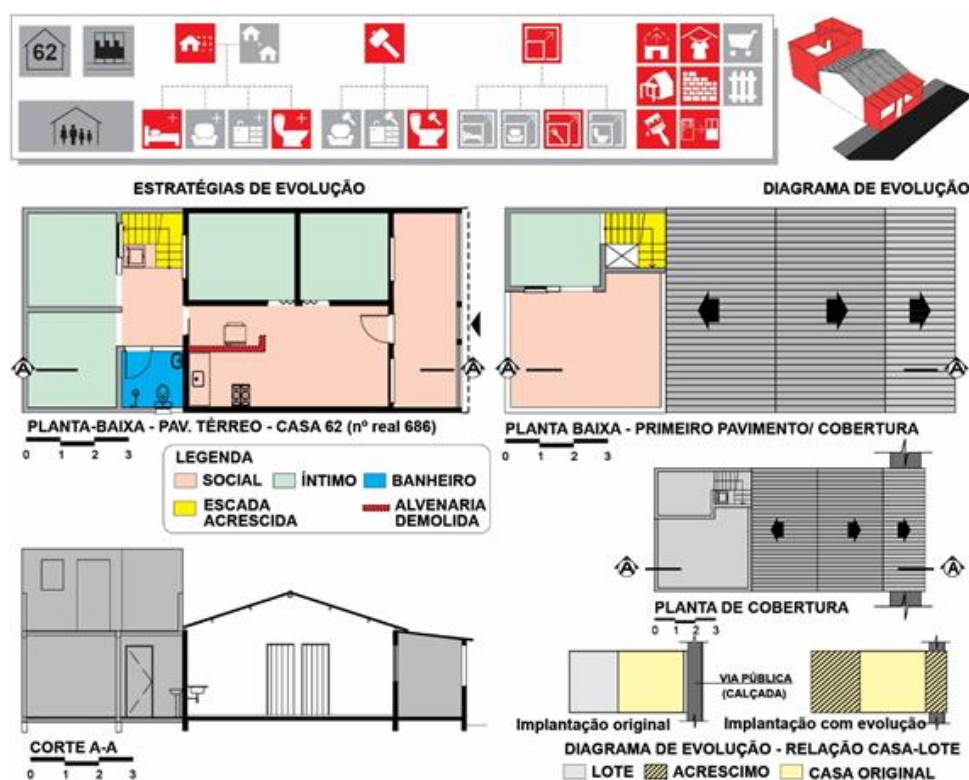 62
ESTRATÉGIAS DE EVOLUÇÃO
DIAGRAMA DE EVOLUÇÃO
A
A
A
A
PLANTA-BAIXA - PAV. TÉRREO - CASA 62 (nº real 686)
0 1 2 3
PLANTA BAIXA - PRIMEIRO PAVIMENTO/ COBERTURA
0 1 2 3
LEGENDA
SOCIAL
ÍNTIMO
BANHEIRO
ESCADA
ACRESCIDA
ALVENARIA
DEMOLIDA
A
A
PLANTA DE COBERTURA
0 1 2 3
VIA PÚBLICA
(CALÇADA)
Implantação original
Implantação com evolução
CORTE A-A
0 1 2 3
DIAGRAMA DE EVOLUÇÃO - RELAÇÃO CASA-LOTE
LOTE
ACRESCIMO
CASA ORIGINAL